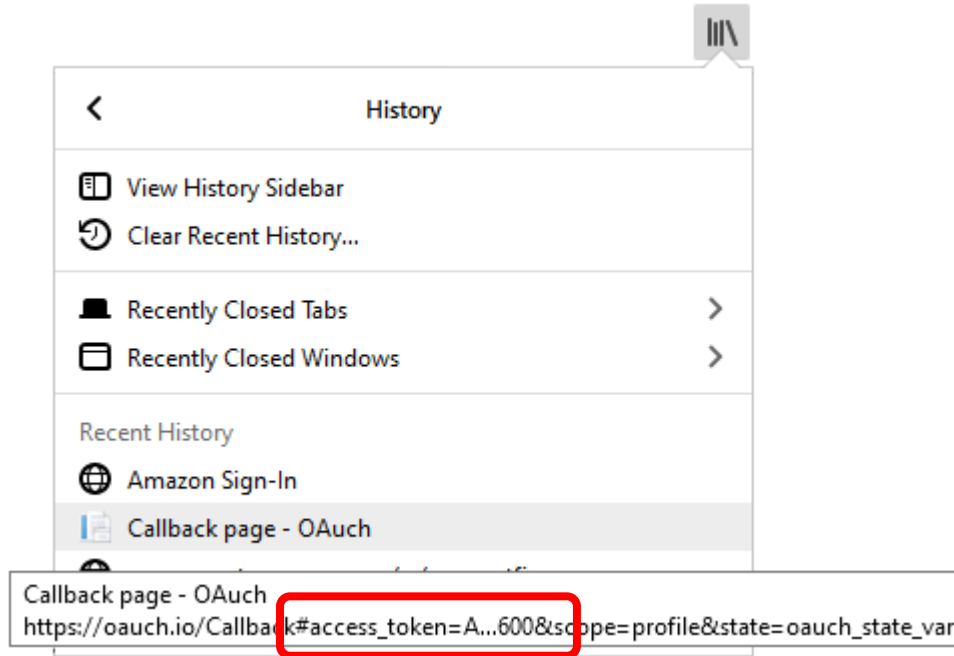 History
View History Sidebar
Clear Recent History...
Recently Closed Tabs
Recently Closed Windows
Recent History
Amazon Sign-In
Callback page - OAuch
Callback page - OAuch
https://oauch.io/Callback#access_token=A...600&scope=profile&state=oauch_state_var